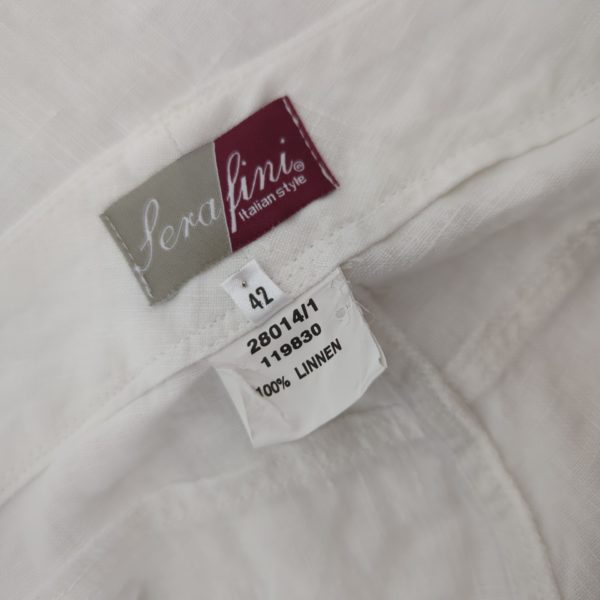 Serafini®
Italian style
42
28014/1
119830
100% LINNEN